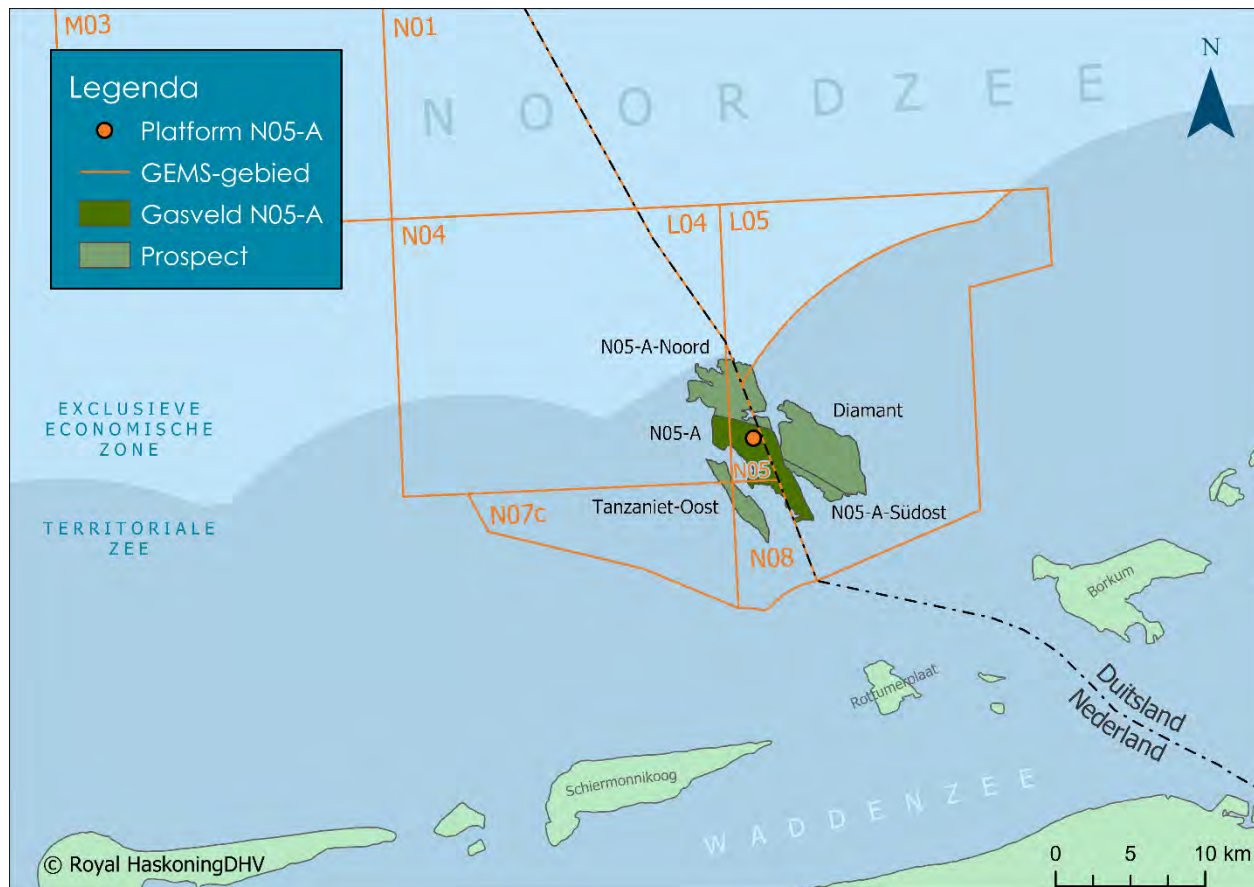 M03
N01
N
Legenda
Platform N05-A
GEMS-gebied
Gasveld N05-A
Prospect
NOORDZEE
N04
L04
L05
N05-A-Noord
Diamant
N05-A
N05
EXCLUSIEVE
ECONOMISCHE
ZONE
Tanzaniet-Oost
N05-A-Südost
N07c
TERRITORIALE
ZEE
N08
Borkum
Rottumerplaat
Duitsland
Nederland
Schiermonnikoog
WADDENZEE
© Royal HaskoningDHV
0 5 10 km